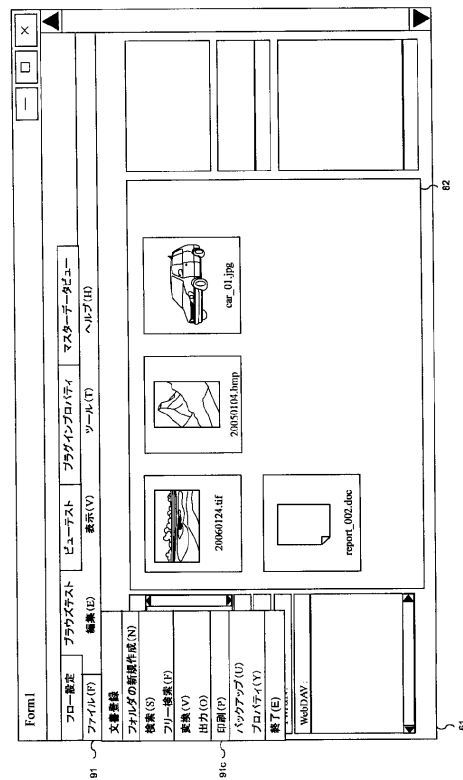 Form1
フロー設定 ブラウズテスト ビューテスト プラグインプロパティ マスターデータビュー
ファイル(F) 編集(E) 表示(V) ツール(T) ヘルプ(H)
文書登録
フォルダの新規作成(N)
検索(S)
フリー検索(F)
変換(V)
出力(O)
印刷(P)
バックアップ(U)
プロパティ(Y)
終了(E)
WebDAV:
20060124.tif
20050104.bmp
car_01.jpg
report_002.doc
91
91c
61
82